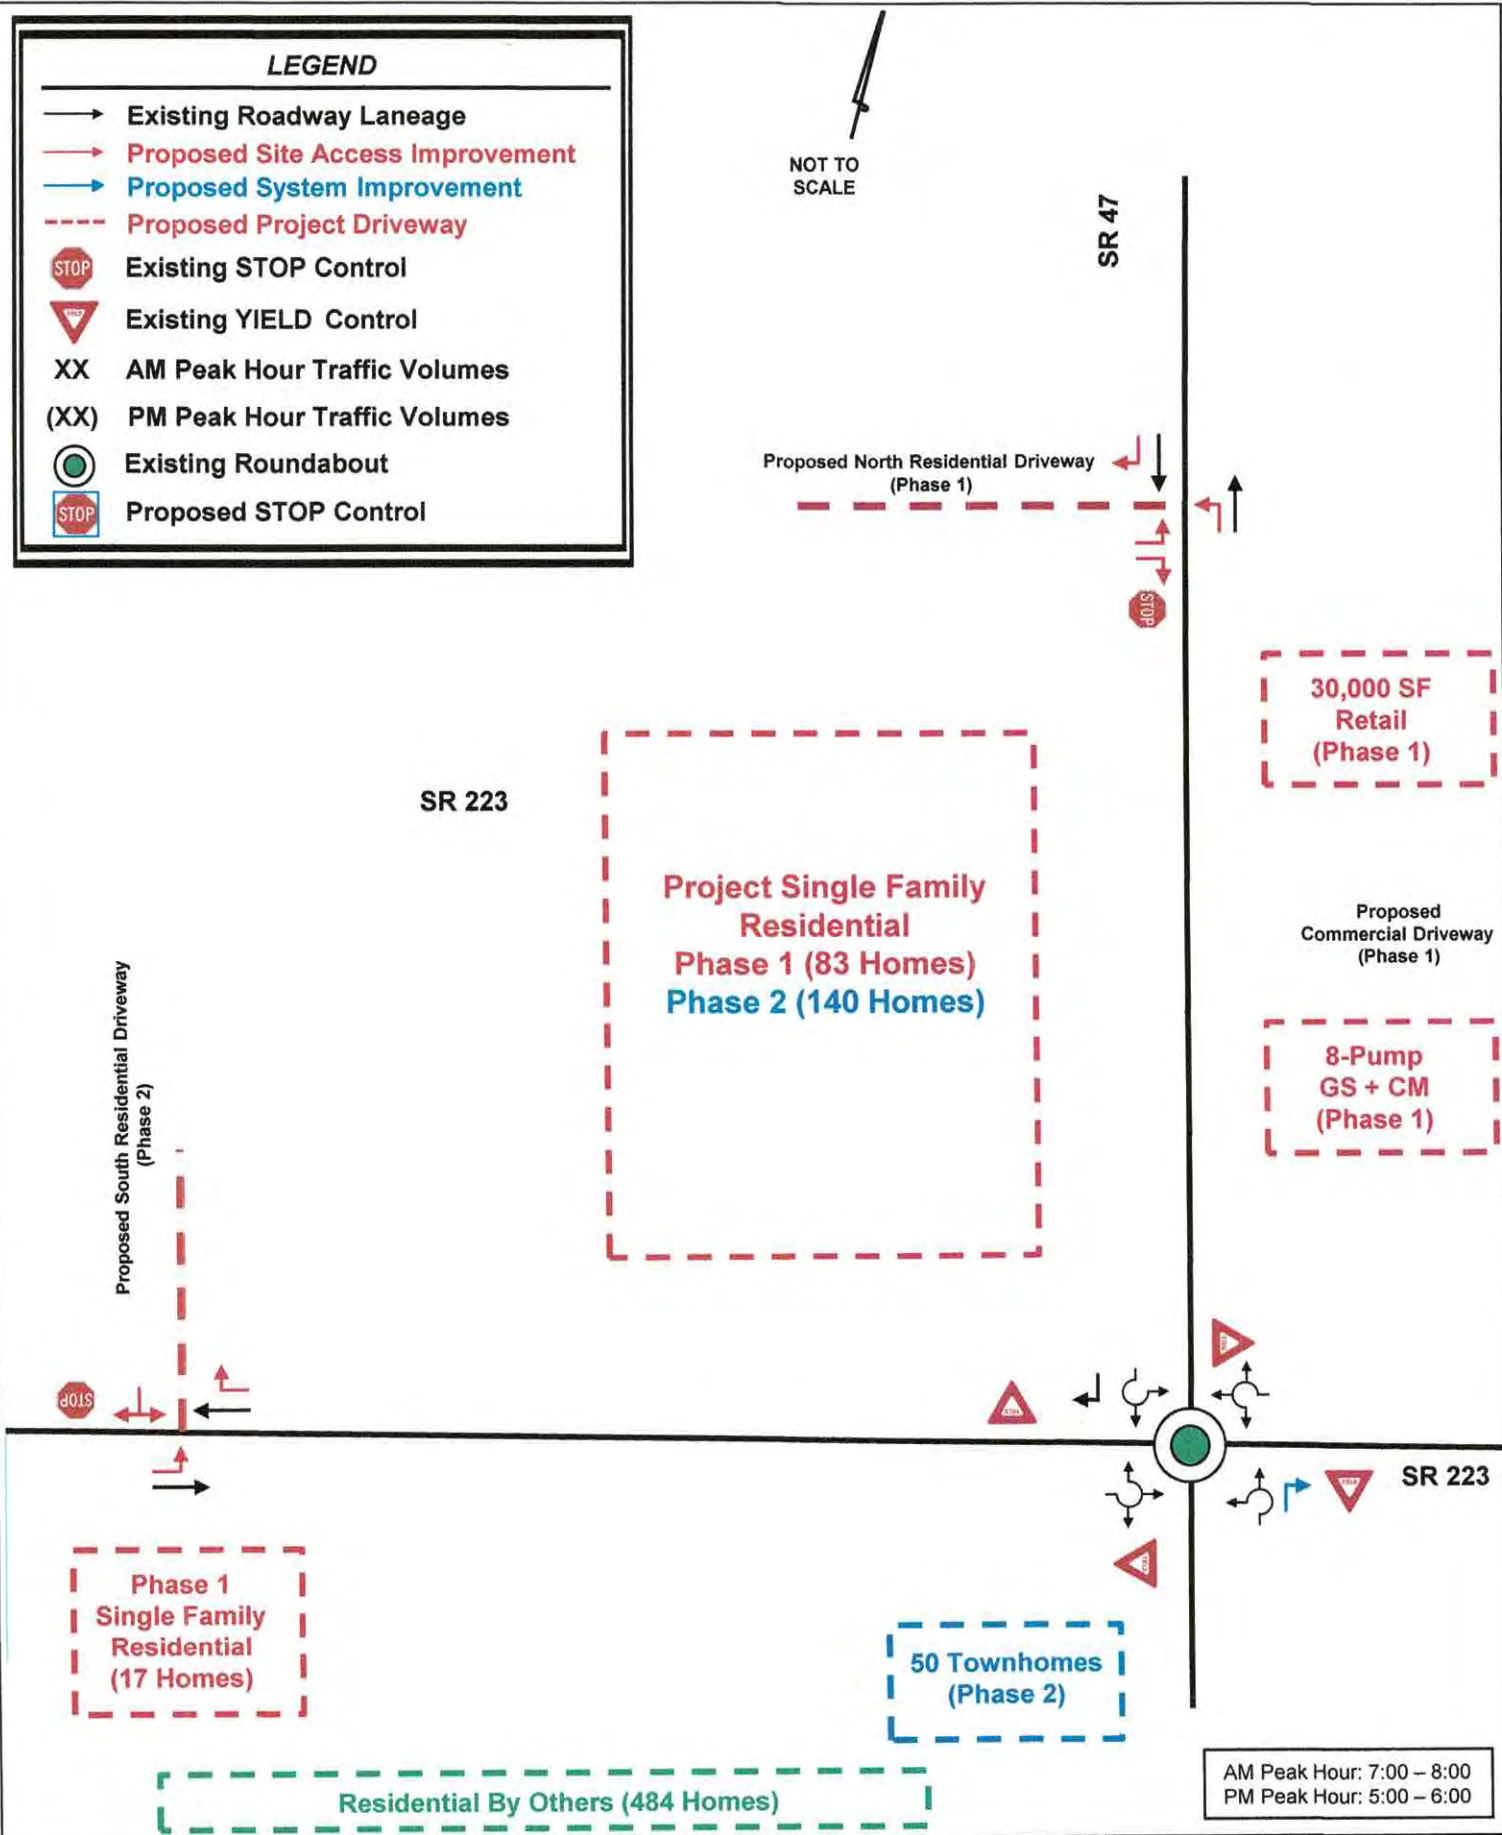 LEGEND
Existing Roadway Laneage
Proposed Site Access Improvement
Proposed System Improvement
Proposed Project Driveway
STOP Existing STOP Control
Existing YIELD Control
XX AM Peak Hour Traffic Volumes
(XX) PM Peak Hour Traffic Volumes
Existing Roundabout
STOP Proposed STOP Control
NOT TO
SCALE
SR 47
Proposed North Residential Driveway
(Phase 1)
STOP
30,000 SF
Retail
(Phase 1)
SR 223
Project Single Family
Residential
Phase 1 (83 Homes)
Phase 2 (140 Homes)
Proposed
Commercial Driveway
(Phase 1)
8-Pump
GS + CM
(Phase 1)
Proposed South Residential Driveway
(Phase 2)
STOP
SR 223
Phase 1
Single Family
Residential
(17 Homes)
50 Townhomes
(Phase 2)
Residential By Others (484 Homes)
AM Peak Hour: 7:00 – 8:00
PM Peak Hour: 5:00 – 6:00